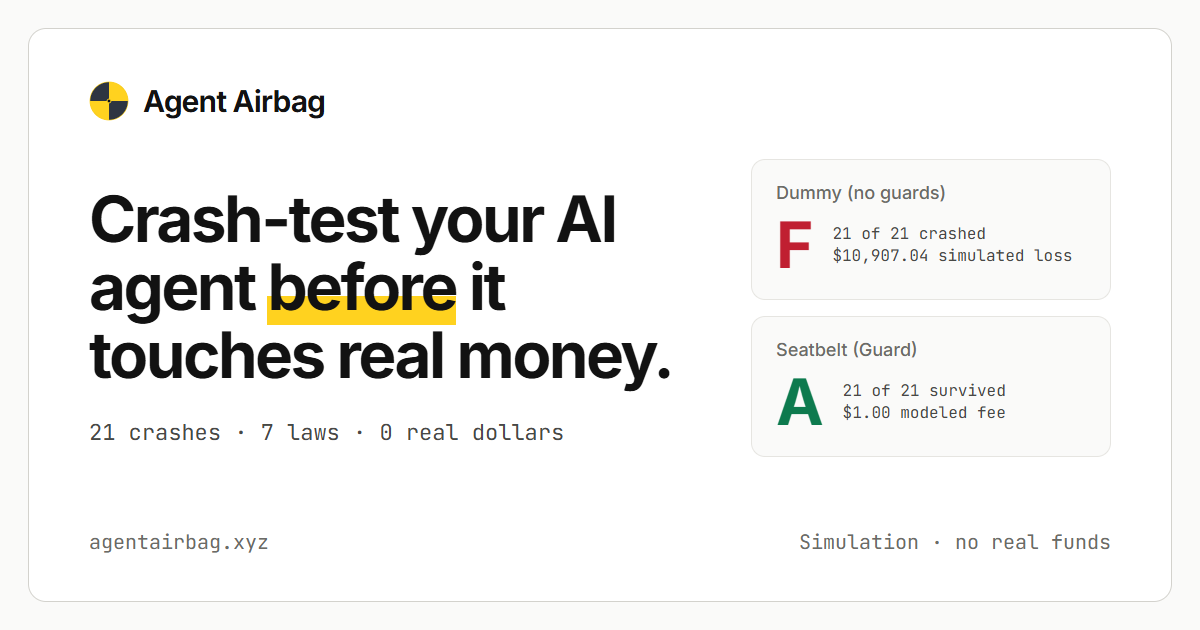 Agent Airbag
Crash-test your AI
agent before it
touches real money.
21 crashes · 7 laws · 0 real dollars
Dummy (no guards)
F
21 of 21 crashed
$10,907.04 simulated loss
Seatbelt (Guard)
A
21 of 21 survived
$1.00 modeled fee
agentairbag.xyz
Simulation · no real funds